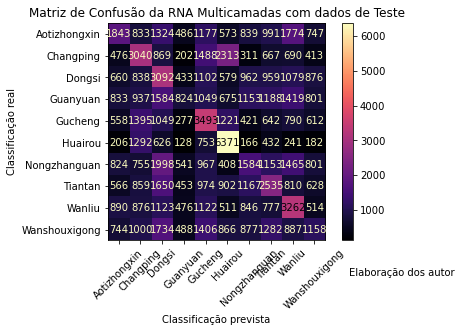 Matriz de Confusão da RNA Multicamadas com dados de Teste
Classificação real
Aotizhongxin 1843 833 1324 486 1177 573 839 991 1774 747
Changping 476 3040 869 202 1488 2313 311 667 690 413
Dongsi 660 838 3092 433 1102 579 962 959 1079 876
Guanyuan 833 937 1584 824 1049 675 1153 1188 1419 801
Gucheng 558 1395 1049 277 3493 1221 421 642 790 612
Huairou 206 1292 626 128 753 6371 166 432 241 182
Nongzhanguan 824 755 1998 541 967 408 1584 1153 1465 801
Tiantan 566 859 1650 453 974 902 1167 2535 810 628
Wanliu 890 876 1123 476 1122 511 846 777 3262 514
Wanshouxigong 744 1000 1734 488 1406 866 877 1282 887 1158
Aotizhongxin
Changping
Dongsi
Guanyuan
Gucheng
Huairou
Nongzhanguan
Tiantan
Wanliu
Wanshouxigong
Classificação prevista
6000
5000
4000
3000
2000
1000
Elaboração dos autor